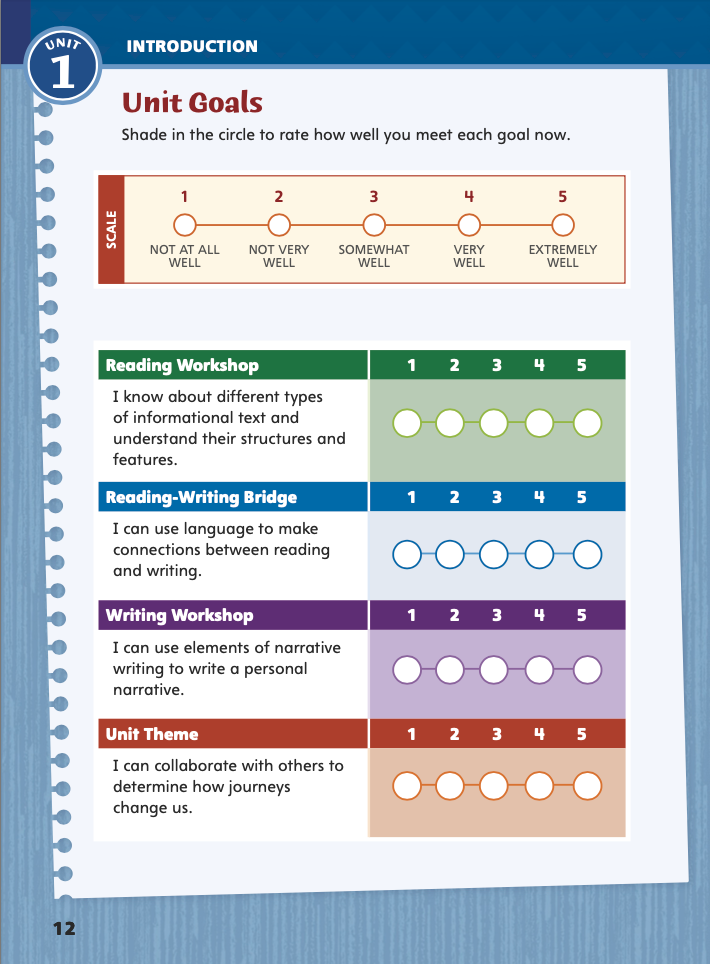 UNIT
1
INTRODUCTION
Unit Goals
Shade in the circle to rate how well you meet each goal now.
SCALE
1 2 3 4 5
NOT AT ALL WELL
NOT VERY WELL
SOMEWHAT WELL
VERY WELL
EXTREMELY WELL
Reading Workshop 1 2 3 4 5
I know about different types
of informational text and
understand their structures and
features.
Reading-Writing Bridge 1 2 3 4 5
I can use language to make
connections between reading
and writing.
Writing Workshop 1 2 3 4 5
I can use elements of narrative
writing to write a personal
narrative.
Unit Theme 1 2 3 4 5
I can collaborate with others to
determine how journeys
change us.
12